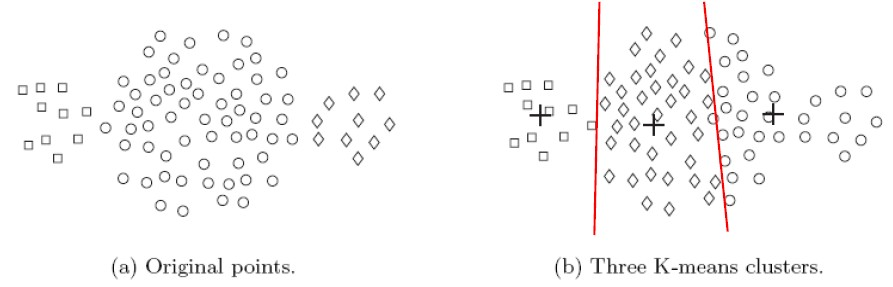 (a) Original points.
(b) Three K-means clusters.